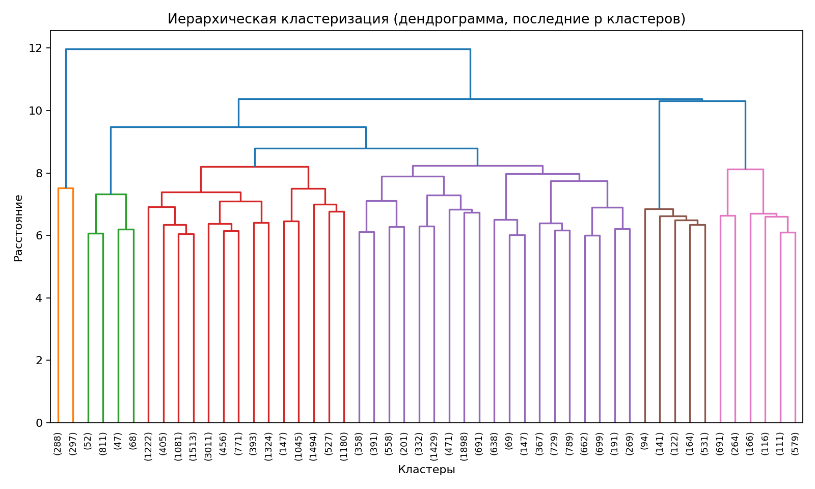 Иерархическая кластеризация (дендрограмма, последние p кластеров)
12
10
8
6
4
2
0
Расстояние
(288) (297) (52) (811) (47) (68) (1222) (405) (1081) (1513) (3011) (456) (771) (393) (1324) (147) (1045) (1494) (527) (1180) (358) (391) (558) (201) (332) (1429) (471) (1898) (691) (638) (69) (147) (367) (729) (789) (662) (699) (191) (269) (94) (141) (122) (164) (531) (691) (264) (166) (116) (111) (579)
Кластеры